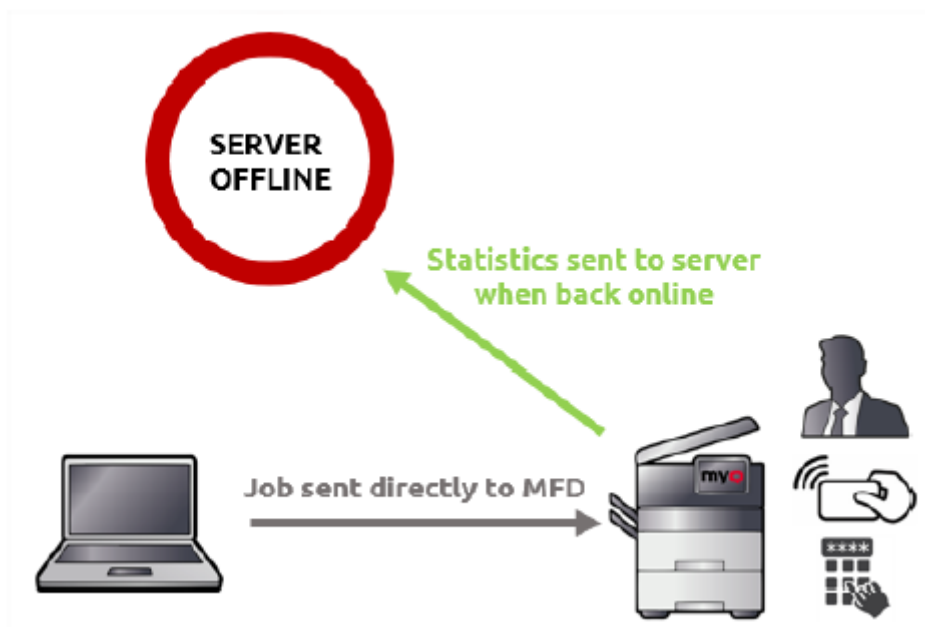 SERVER
OFFLINE
Statistics sent to server
when back online
Job sent directly to MFD
myQ
****